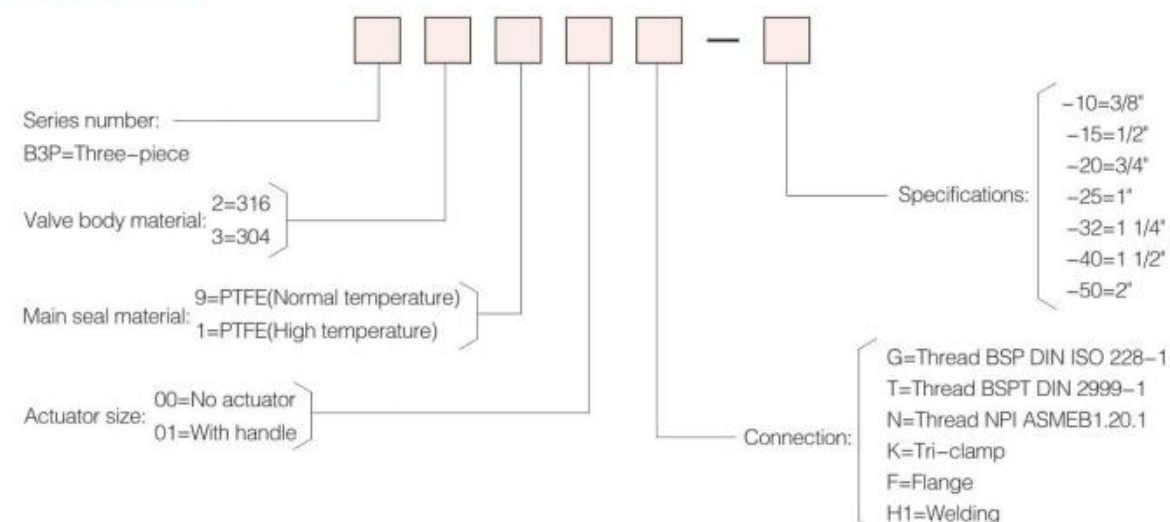 Series number:
B3P=Three-piece
Valve body material:
2=316
3=304
Main seal material:
9=PTFE(Normal temperature)
1=PTFE(High temperature)
Actuator size:
00=No actuator
01=With handle
Specifications:
-10=3/8"
-15=1/2"
-20=3/4"
-25=1"
-32=1 1/4"
-40=1 1/2"
-50=2"
Connection:
G=Thread BSP DIN ISO 228-1
T=Thread BSPT DIN 2999-1
N=Thread NPI ASMEB1.20.1
K=Tri-clamp
F=Flange
H1=Welding